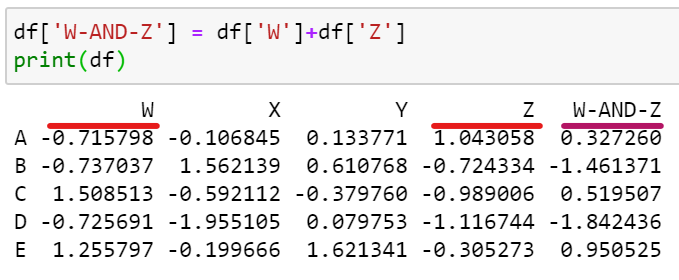 df['W-AND-Z'] = df['W']+df['Z']
print(df)
W X Y Z W-AND-Z
A -0.715798 -0.106845 0.133771 1.043058 0.327260
B -0.737037 1.562139 0.610768 -0.724334 -1.461371
C 1.508513 -0.592112 -0.379760 -0.989006 0.519507
D -0.725691 -1.955105 0.079753 -1.116744 -1.842436
E 1.255797 -0.199666 1.621341 -0.305273 0.950525